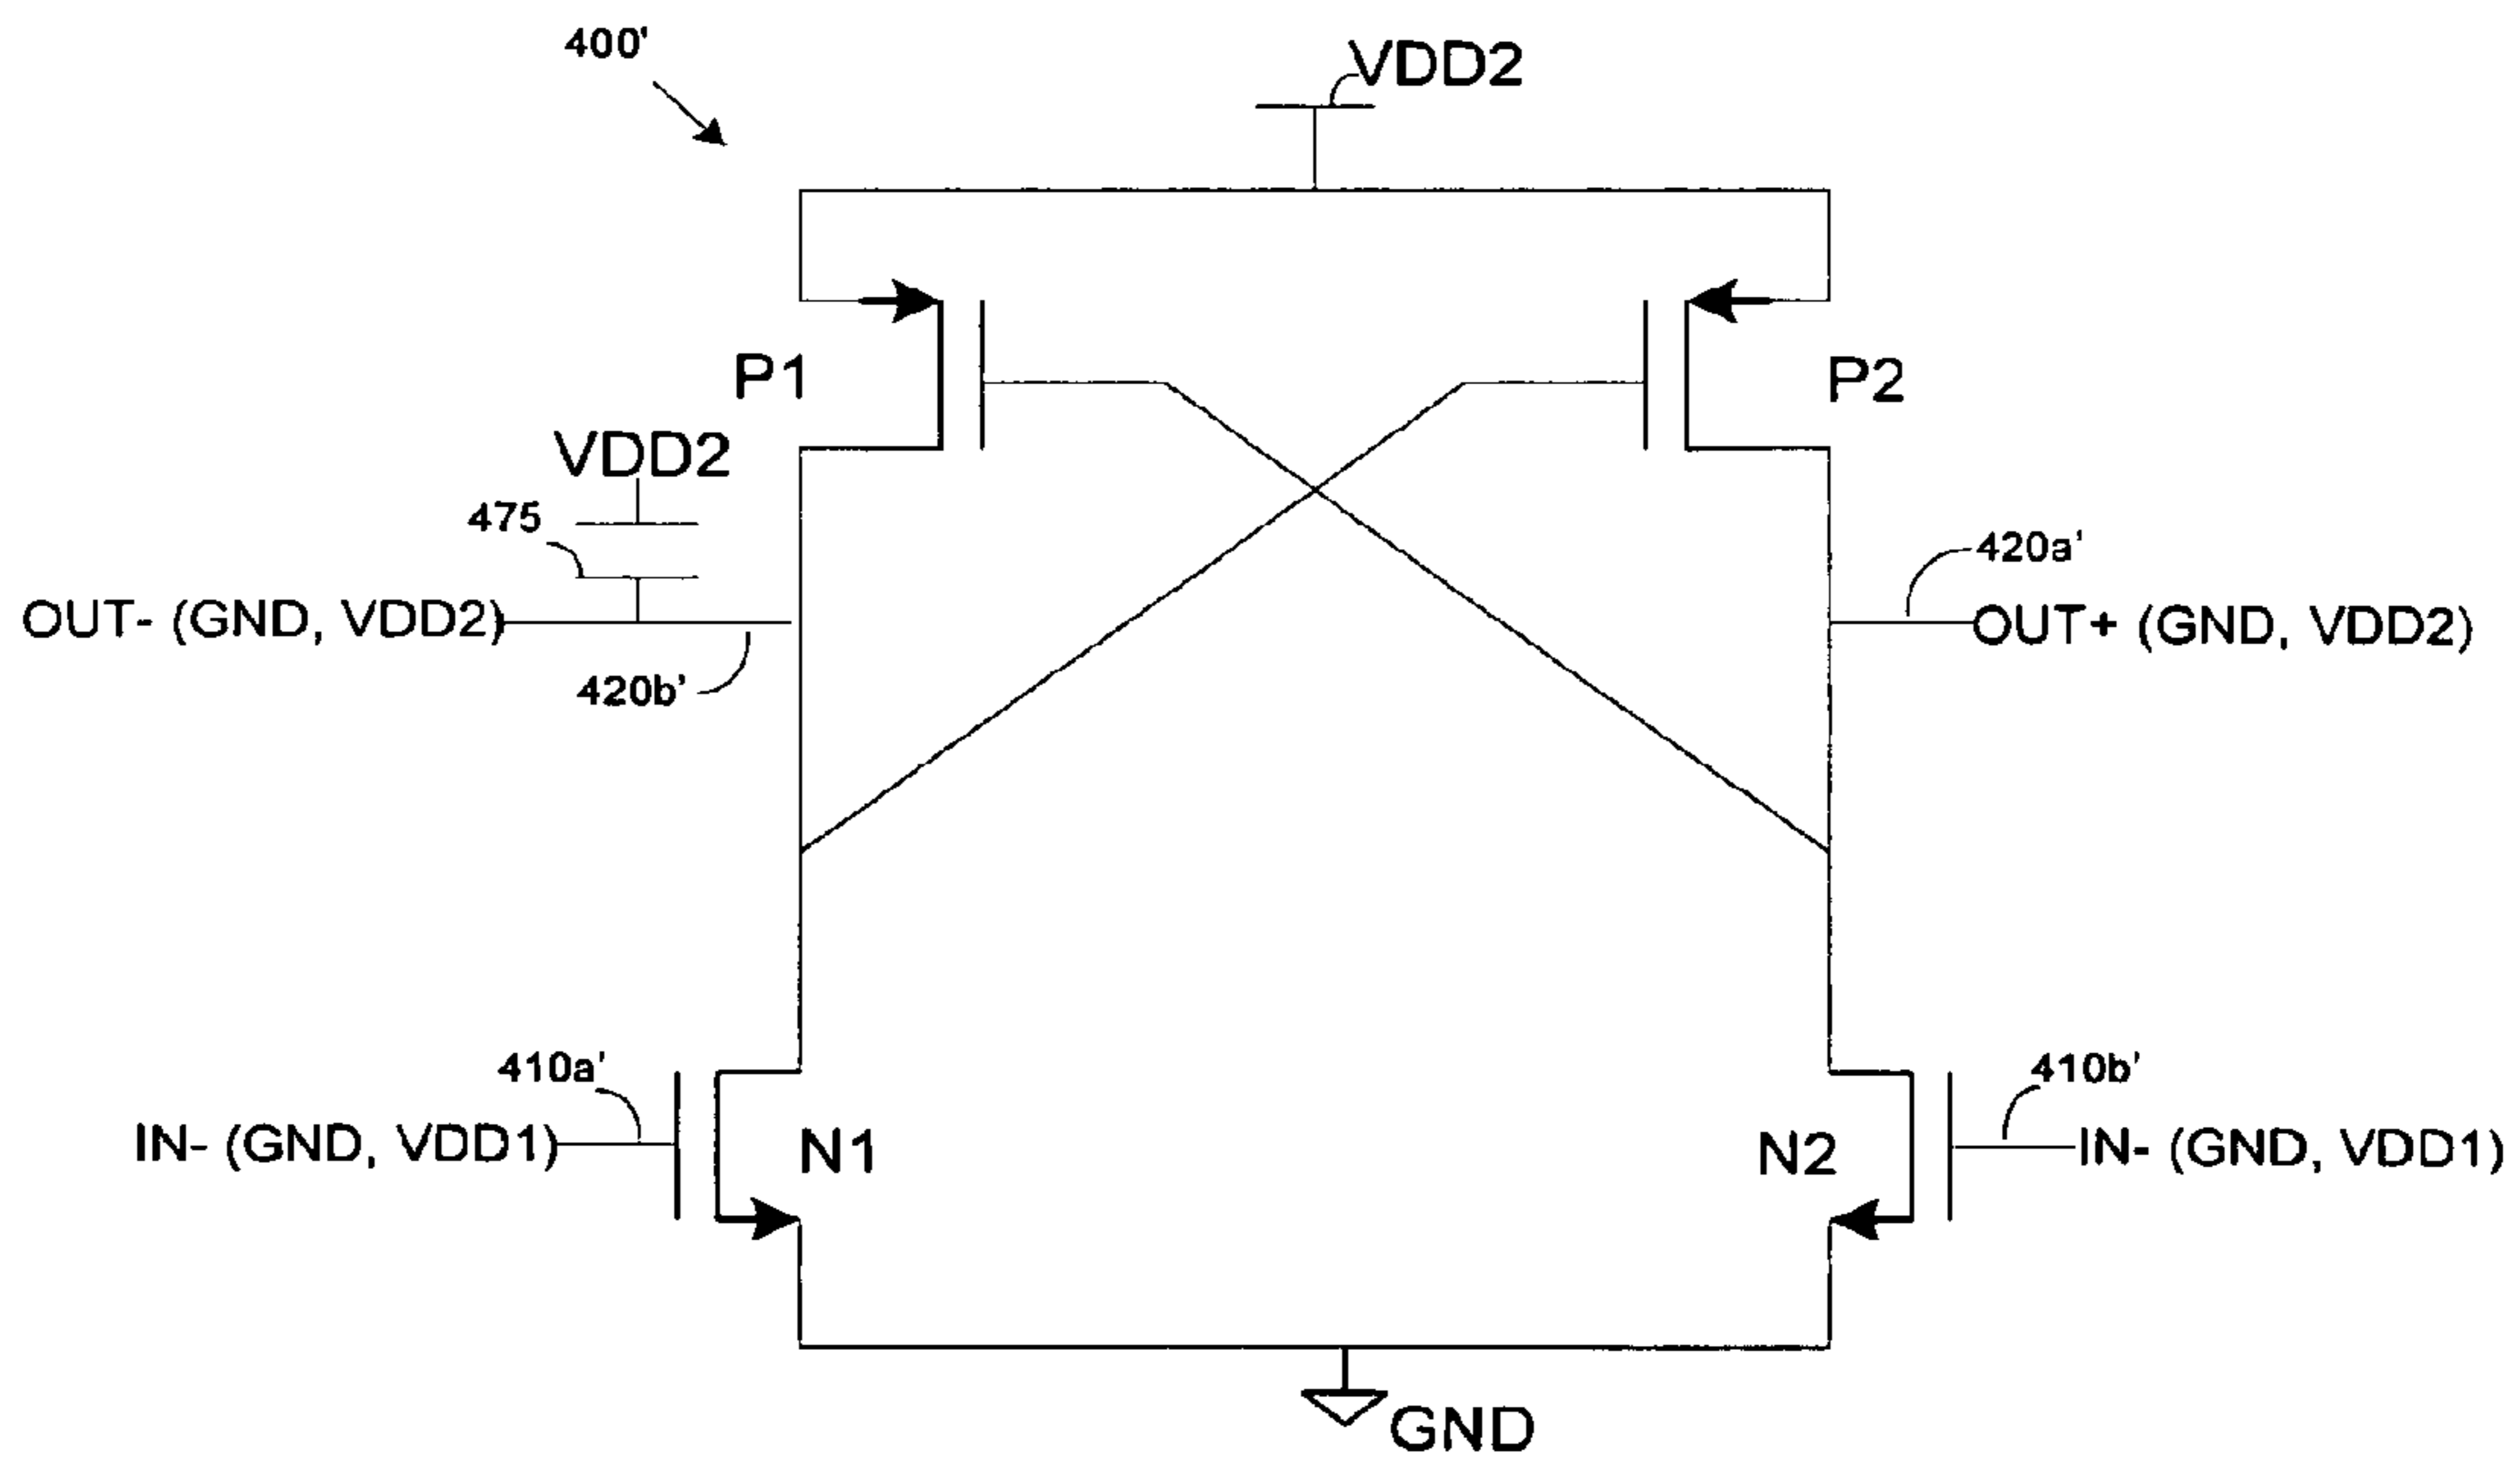 400'
VDD2
P1
P2
VDD2
475
420a'
OUT- (GND, VDD2)
OUT+ (GND, VDD2)
420b'
410a'
410b'
IN- (GND, VDD1)
N1
N2
IN- (GND, VDD1)
GND